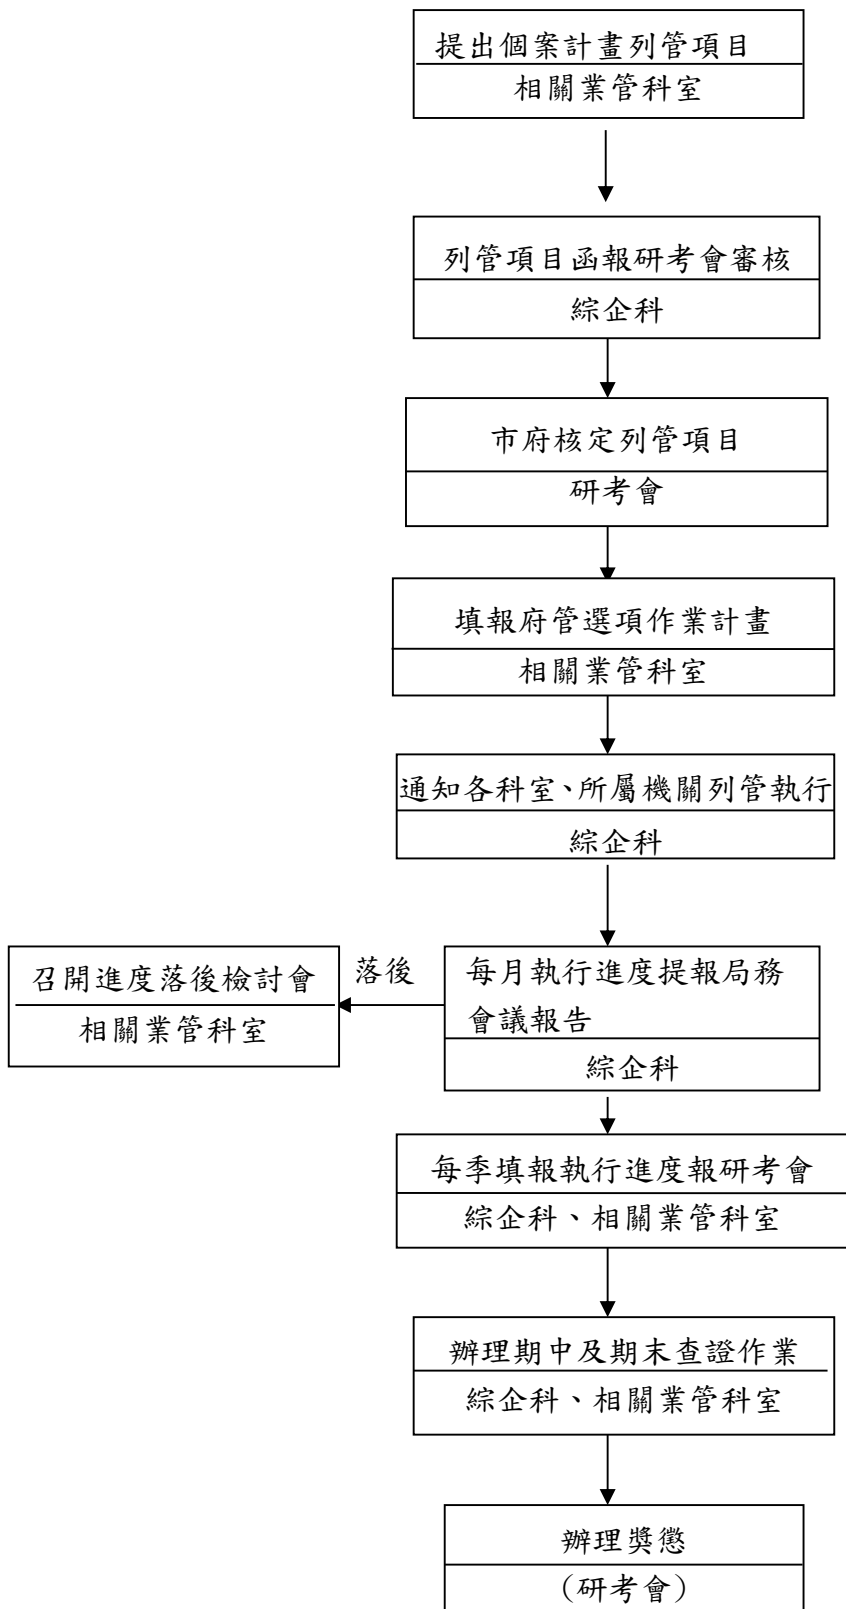 提出個案計畫列管項目
相關業管科室
列管項目函報研考會審核
綜企科
市府核定列管項目
研考會
填報府管選項作業計畫
相關業管科室
通知各科室、所屬機關列管執行
綜企科
每月執行進度提報局務
會議報告
綜企科
落後
召開進度落後檢討會
相關業管科室
每季填報執行進度報研考會
綜企科、相關業管科室
辦理期中及期末查證作業
綜企科、相關業管科室
辦理獎懲
（研考會）